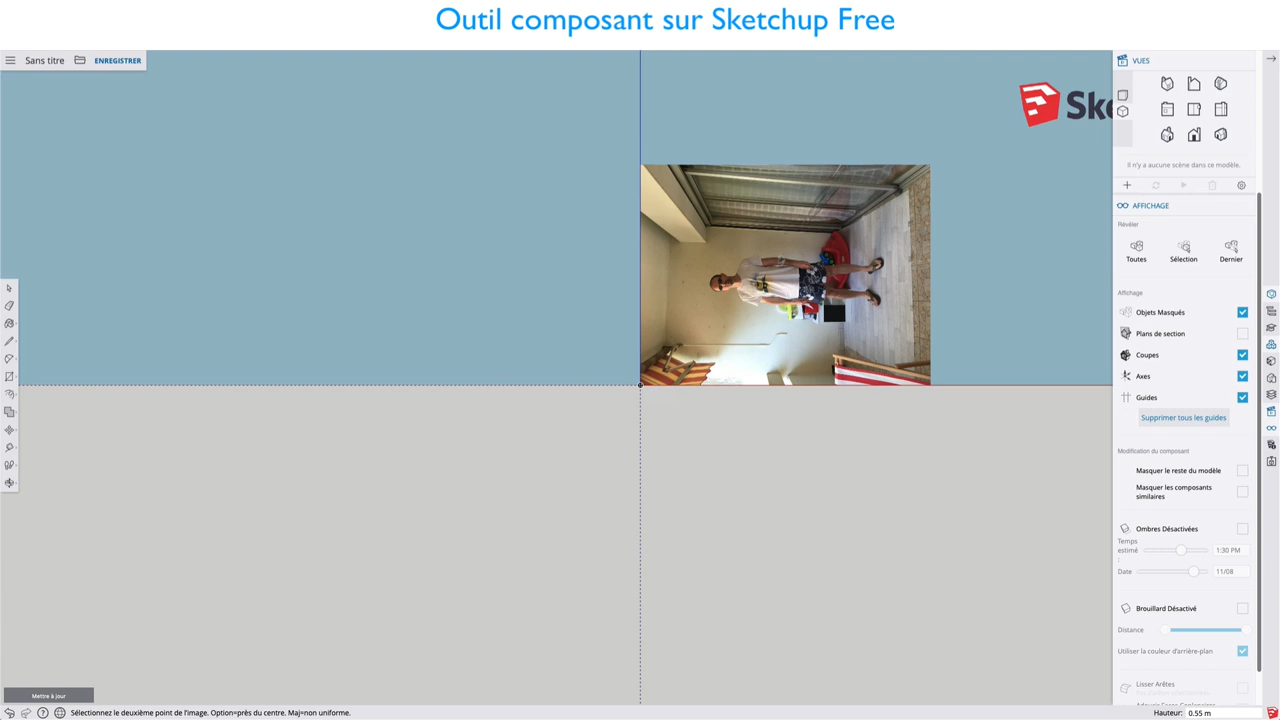 Outil composant sur Sketchup Free
Sans titre
ENREGISTRER
Ske
VUES
Il n'y a aucune scène dans ce modèle.
AFFICHAGE
Révéler
Toutes
Sélection
Dernier
Affichage
Objets Masqués
Plans de section
Coupes
Axes
Guides
Supprimer tous les guides
Modification du composant
Masquer le reste du modèle
Masquer les composants
similaires
Ombres Désactivées
Temps
estimé
:
1:30 PM
Date
11/08
Brouillard Désactivé
Distance
Utiliser la couleur d'arrière-plan
Lisser Arêtes
Mettre à jour
Sélectionnez le deuxième point de l'image. Option=près du centre. Maj=non uniforme.
Hauteur: 0.55 m